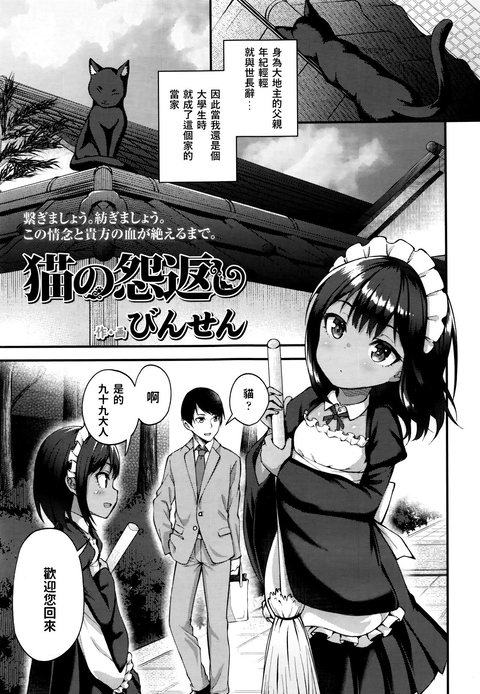 身為大地主的父親
年紀輕輕
就與世長辭…
因此當我還是個
大學生時
就成了這個家的
當家
繋ぎましょう。紡ぎましょう。
この情念と貴方の血が絶えるまで。
猫の怨返し
作・画 びんせん
貓?
啊
是的
九十九大人
歡迎您回來